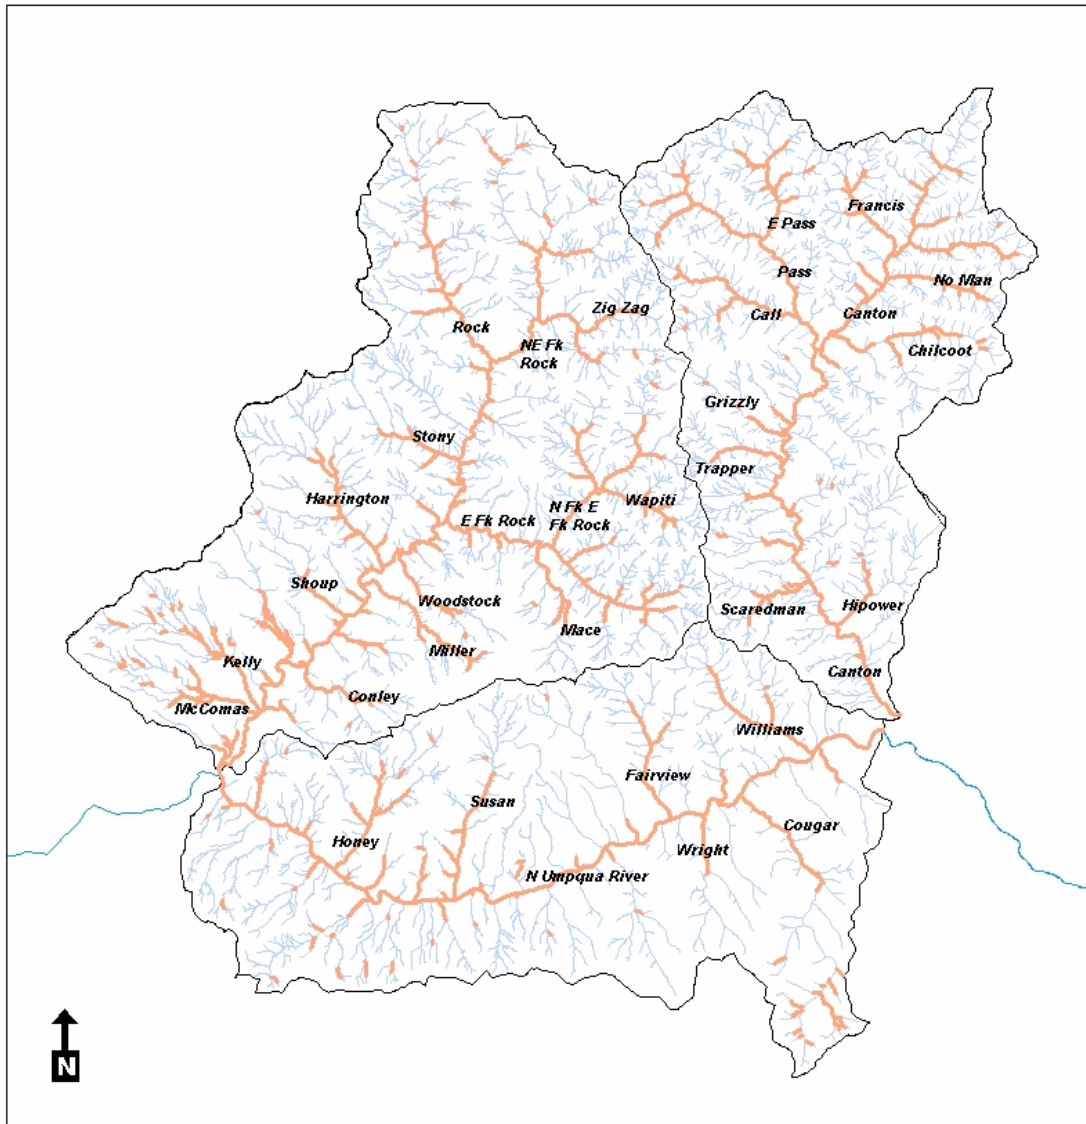 Francis
E Pass
Pass
No Man
Zig Zag
Call
Canton
Rock
NE Fk
Rock
Chilcoot
Grizzly
Stony
Trapper
Harrington
Wapiti
N Fk E
Fk Rock
E Fk Rock
Shoup
Woodstock
Scaredman
Hipower
Mace
Miller
Kelly
Canton
Conley
McComas
Williams
Fairview
Susan
Cougar
Honey
Wright
N Umpqua River
N